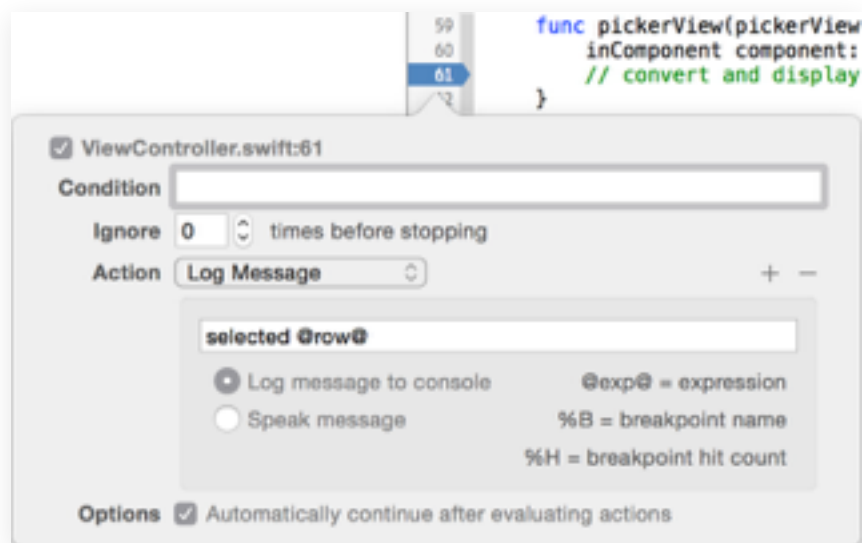 59 func pickerView(pickerView
60 inComponent component:
61 // convert and display
}
ViewController.swift:61
Condition
Ignore 0 times before stopping
Action Log Message + −
selected @row@
Log message to console @exp@ = expression
Speak message %B = breakpoint name
%H = breakpoint hit count
Options Automatically continue after evaluating actions